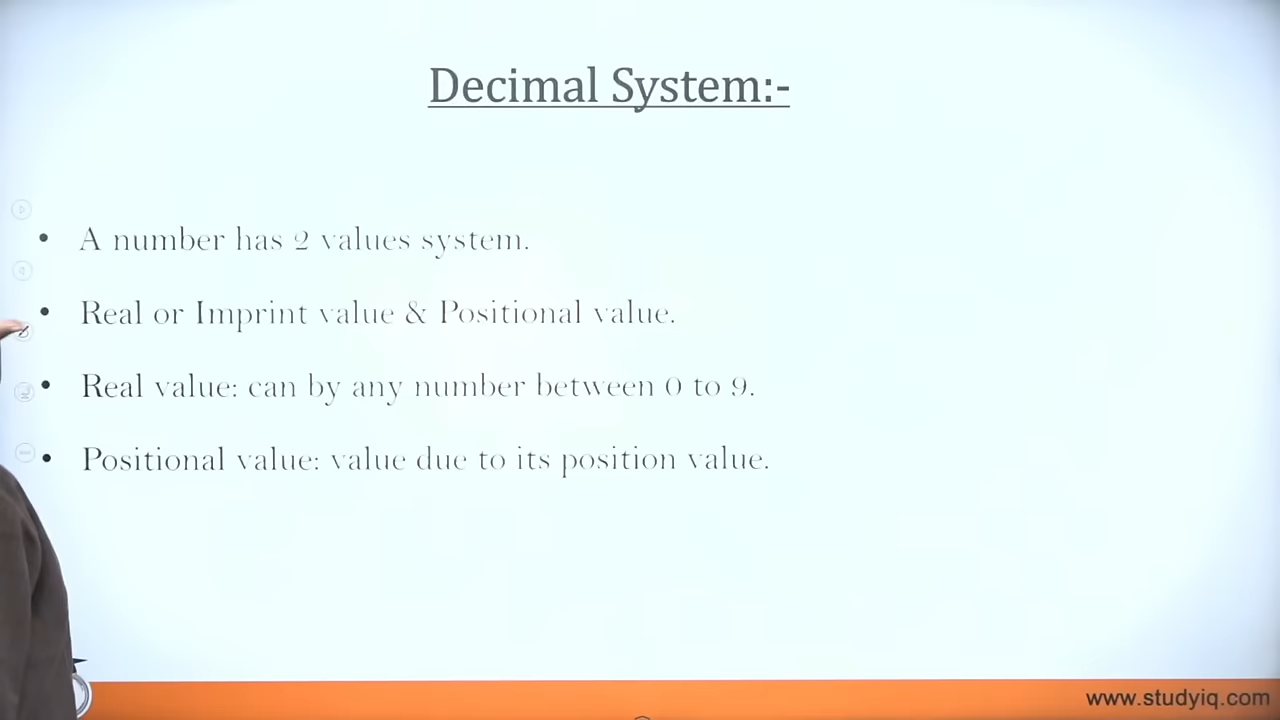 Decimal System:-
• A number has 2 values system.
• Real or Imprint value & Positional value.
• Real value: can by any number between 0 to 9.
• Positional value: value due to its position value.
www.studyiq.com